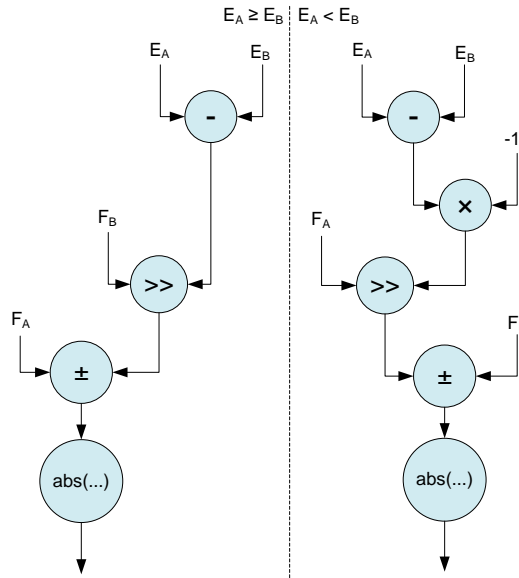 E_A ≥ E_B
E_A < E_B
E_A
E_B
-
F_B
>>
F_A
±
abs(...)
E_A
E_B
-
-1
×
F_A
>>
F
±
abs(...)